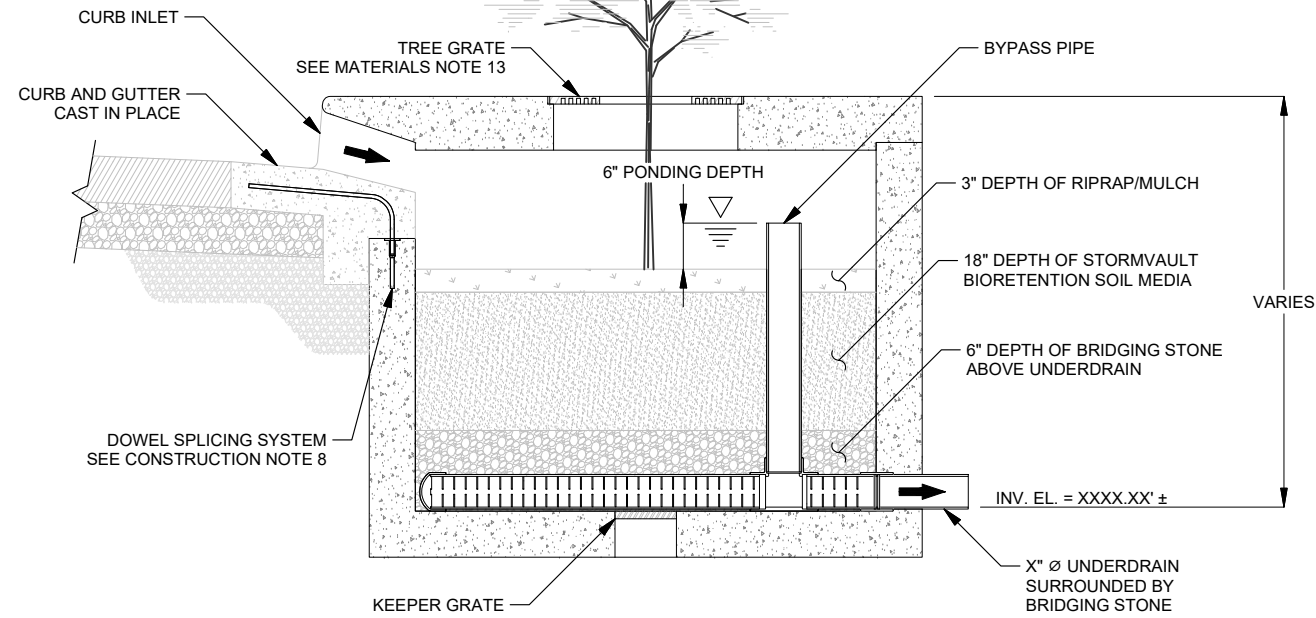 CURB INLET
TREE GRATE
SEE MATERIALS NOTE 13
BYPASS PIPE
CURB AND GUTTER
CAST IN PLACE
6" PONDING DEPTH
3" DEPTH OF RIPRAP/MULCH
18" DEPTH OF STORMVAULT
BIORETENTION SOIL MEDIA
VARIES
6" DEPTH OF BRIDGING STONE
ABOVE UNDERDRAIN
DOWEL SPLICING SYSTEM
SEE CONSTRUCTION NOTE 8
INV. EL. = XXXX.XX' ±
X" Ø UNDERDRAIN
SURROUNDED BY
BRIDGING STONE
KEEPER GRATE